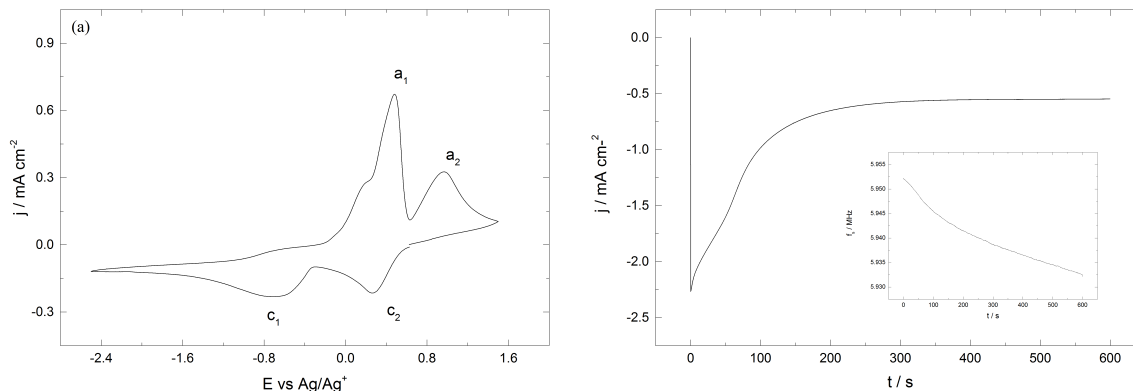 (a)
0.9
0.6
0.3
0.0
-0.3
j / mA cm-2
a1
a2
c1
c2
-2.4 -1.6 -0.8 0.0 0.8 1.6
E vs Ag/Ag+
0.0
-0.5
-1.0
-1.5
-2.0
-2.5
j / mA cm-2
0 100 200 300 400 500 600
t / s
5.955
5.950
5.945
5.940
5.935
5.930
fs / MHz
0 100 200 300 400 500 600
t / s